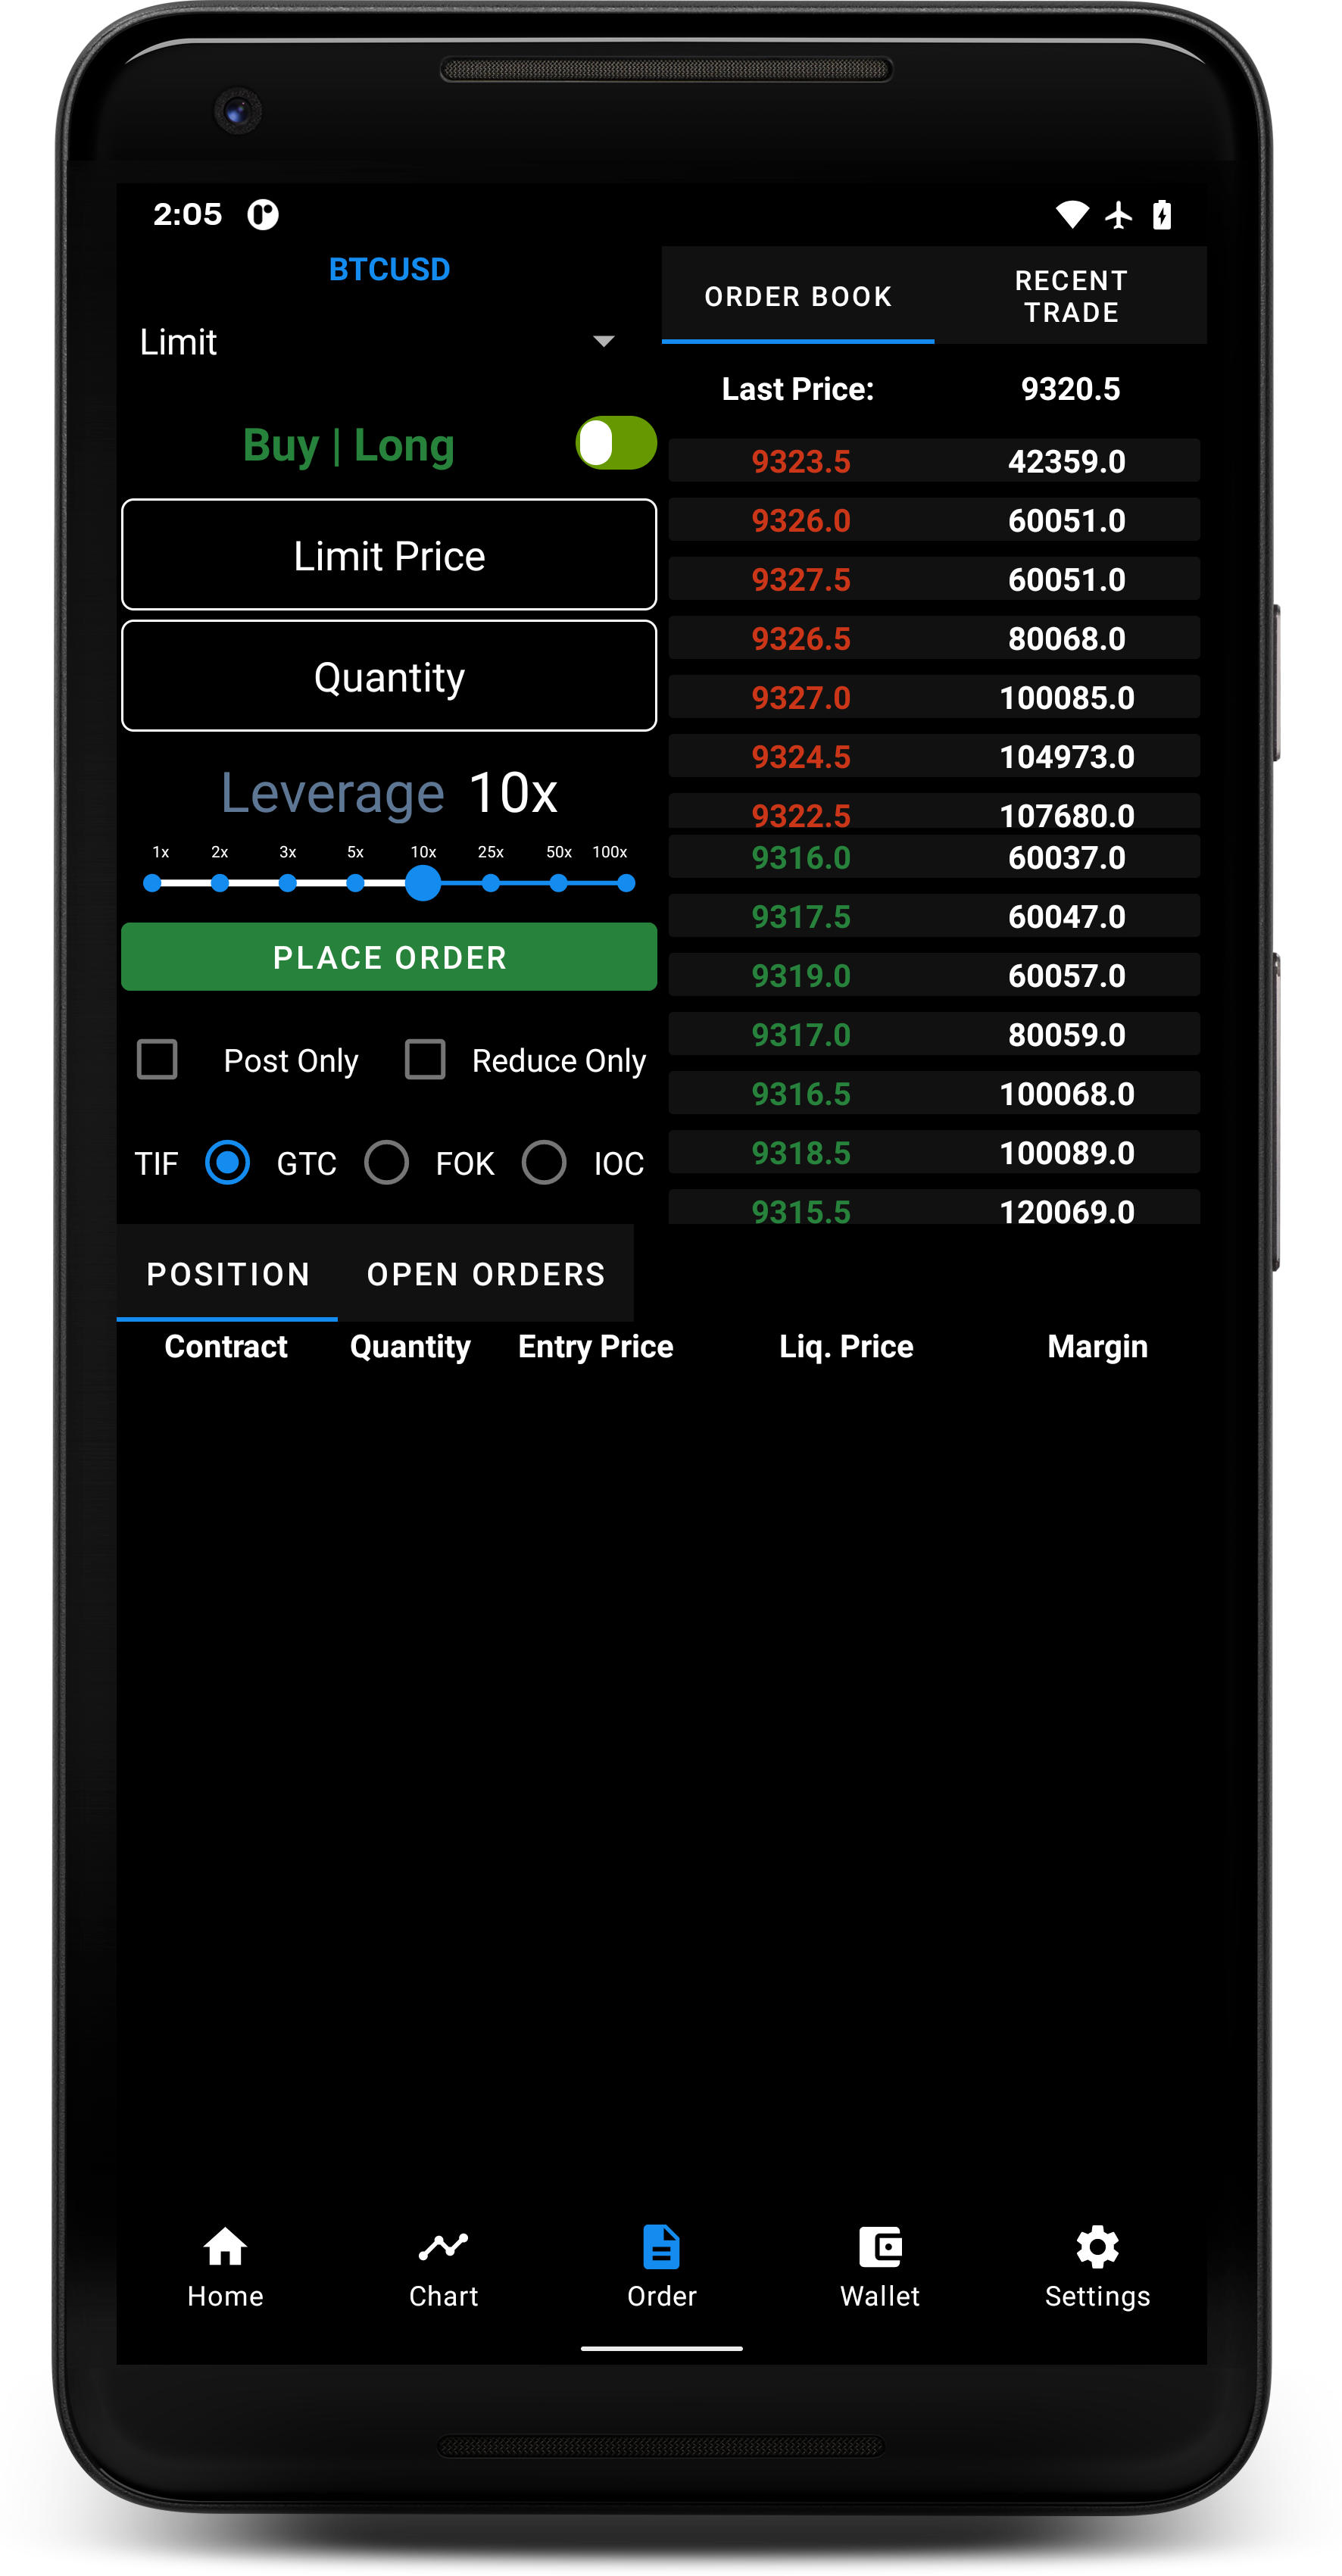 2:05
BTCUSD
Limit
Buy | Long
Limit Price
Quantity
Leverage 10x
1x 2x 3x 5x 10x 25x 50x 100x
PLACE ORDER
Post Only Reduce Only
TIF GTC FOK IOC
ORDER BOOK
RECENT
TRADE
Last Price: 9320.5
9323.5 42359.0
9326.0 60051.0
9327.5 60051.0
9326.5 80068.0
9327.0 100085.0
9324.5 104973.0
9322.5 107680.0
9316.0 60037.0
9317.5 60047.0
9319.0 60057.0
9317.0 80059.0
9316.5 100068.0
9318.5 100089.0
9315.5 120069.0
POSITION OPEN ORDERS
Contract Quantity Entry Price Liq. Price Margin
Home Chart Order Wallet Settings